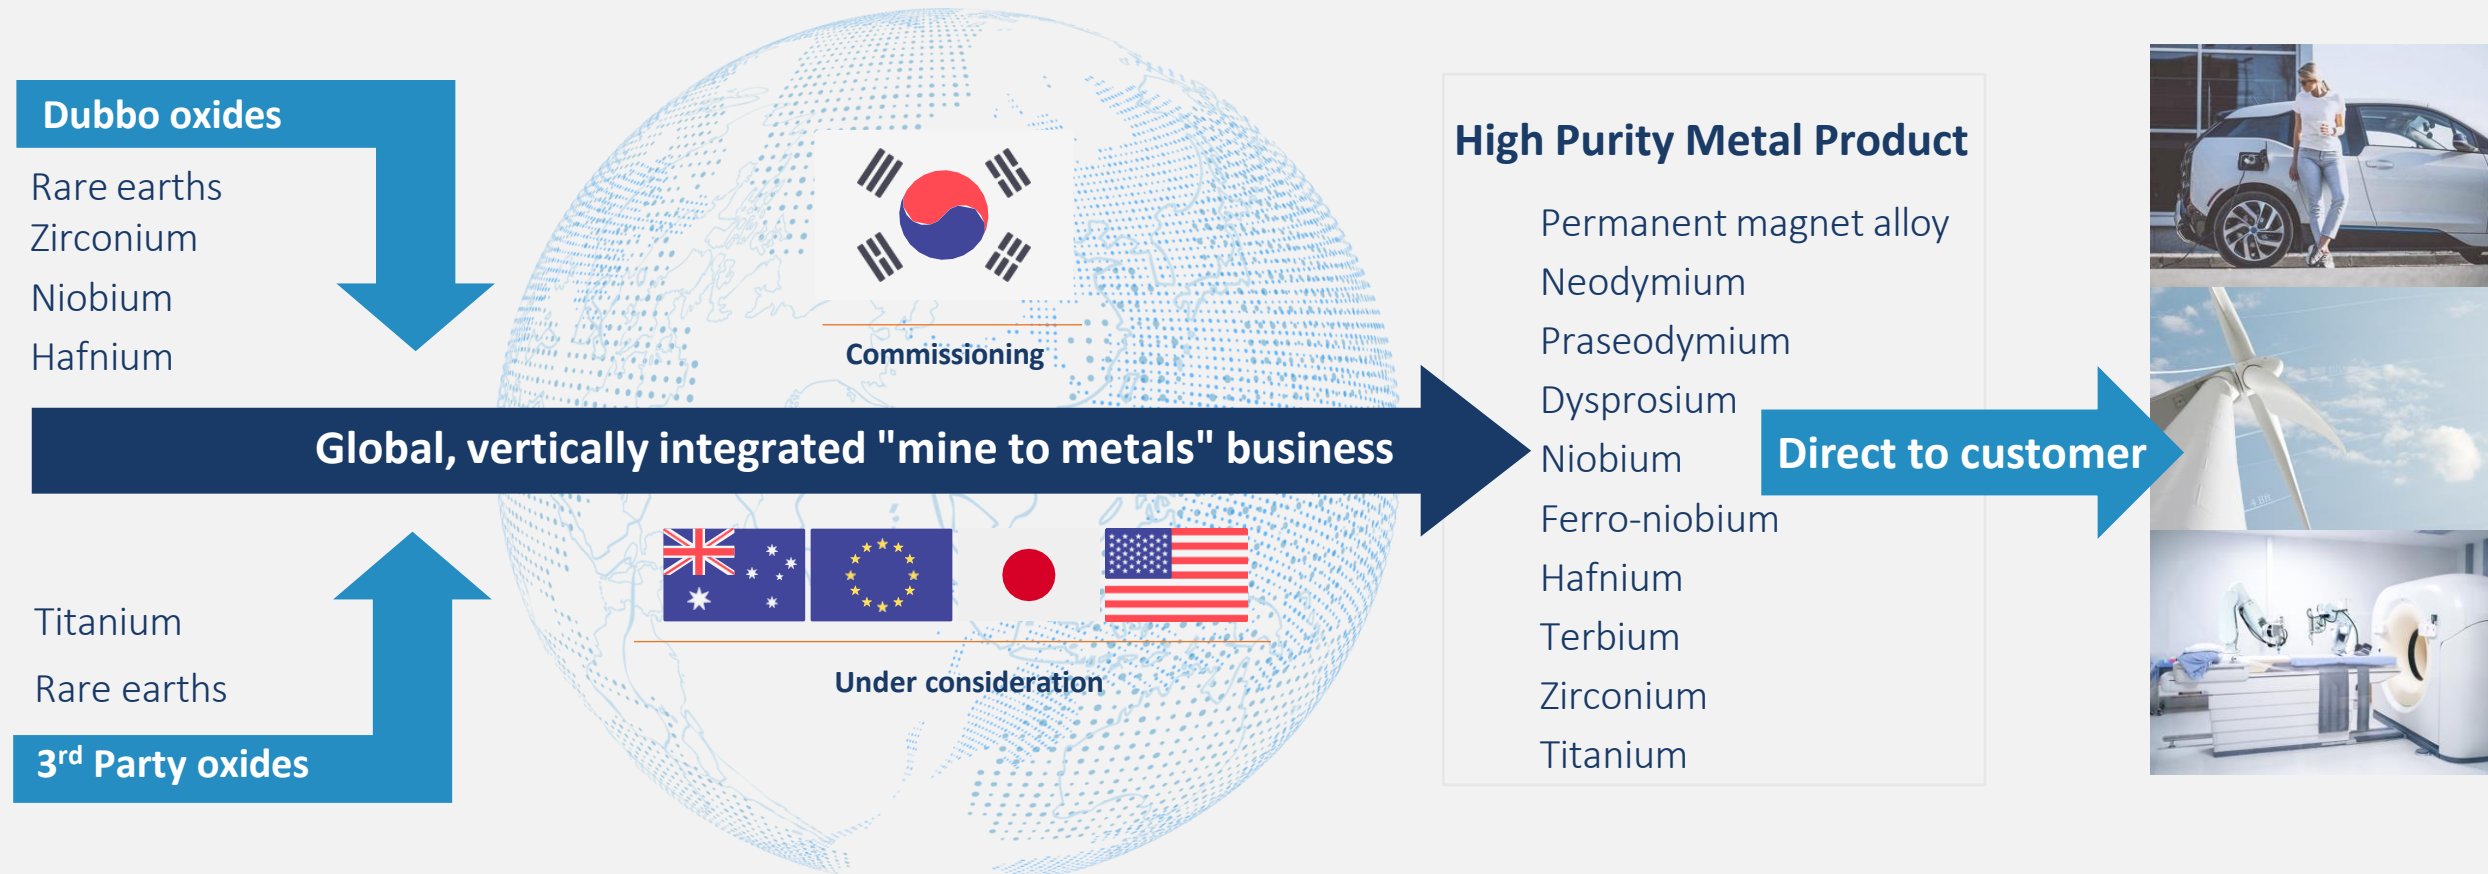 Dubbo oxides
Rare earths
Zirconium
Niobium
Hafnium
Commissioning
Global, vertically integrated "mine to metals" business
Under consideration
Titanium
Rare earths
3rd Party oxides
High Purity Metal Product
Permanent magnet alloy
Neodymium
Praseodymium
Dysprosium
Niobium
Ferro-niobium
Hafnium
Terbium
Zirconium
Titanium
Direct to customer